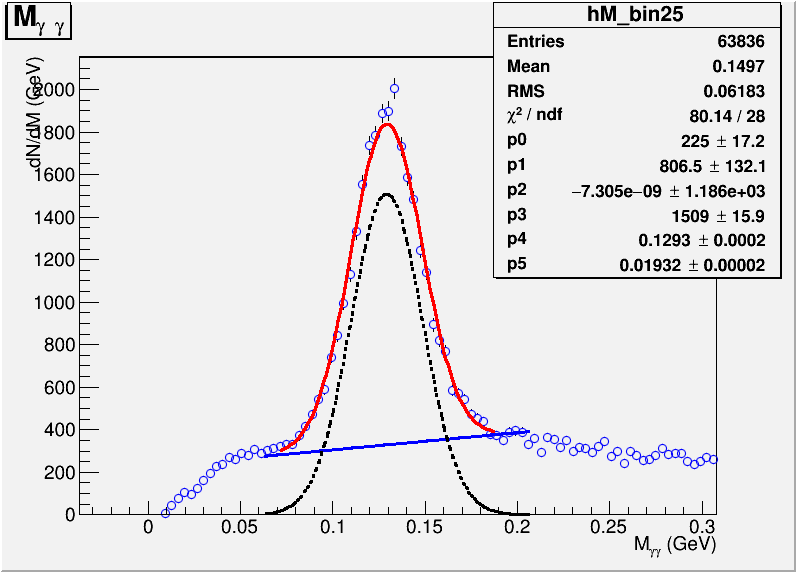 M γ γ
hM_bin25
Entries 63836
Mean 0.1497
RMS 0.06183
χ² / ndf 80.14 / 28
p0 225 ± 17.2
p1 806.5 ± 132.1
p2 −7.305e−09 ± 1.186e+03
p3 1509 ± 15.9
p4 0.1293 ± 0.0002
p5 0.01932 ± 0.00002
dN/dM (GeV)
2000
1800
1600
1400
1200
1000
800
600
400
200
0
0 0.05 0.1 0.15 0.2 0.25 0.3
Mγγ (GeV)